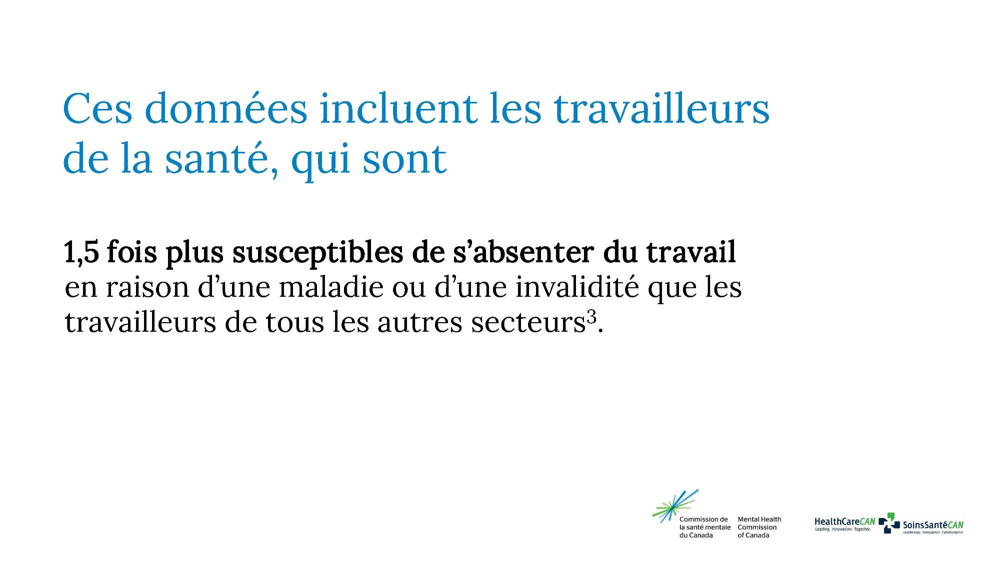 Ces données incluent les travailleurs
de la santé, qui sont
1,5 fois plus susceptibles de s’absenter du travail
en raison d’une maladie ou d’une invalidité que les
travailleurs de tous les autres secteurs³.
Commission de
la santé mentale
du Canada
Mental Health
Commission
of Canada
HealthCareCAN
Leading. Innovation. Together.
SoinsSantéCAN
Leadership. Innovation. Collaboration.